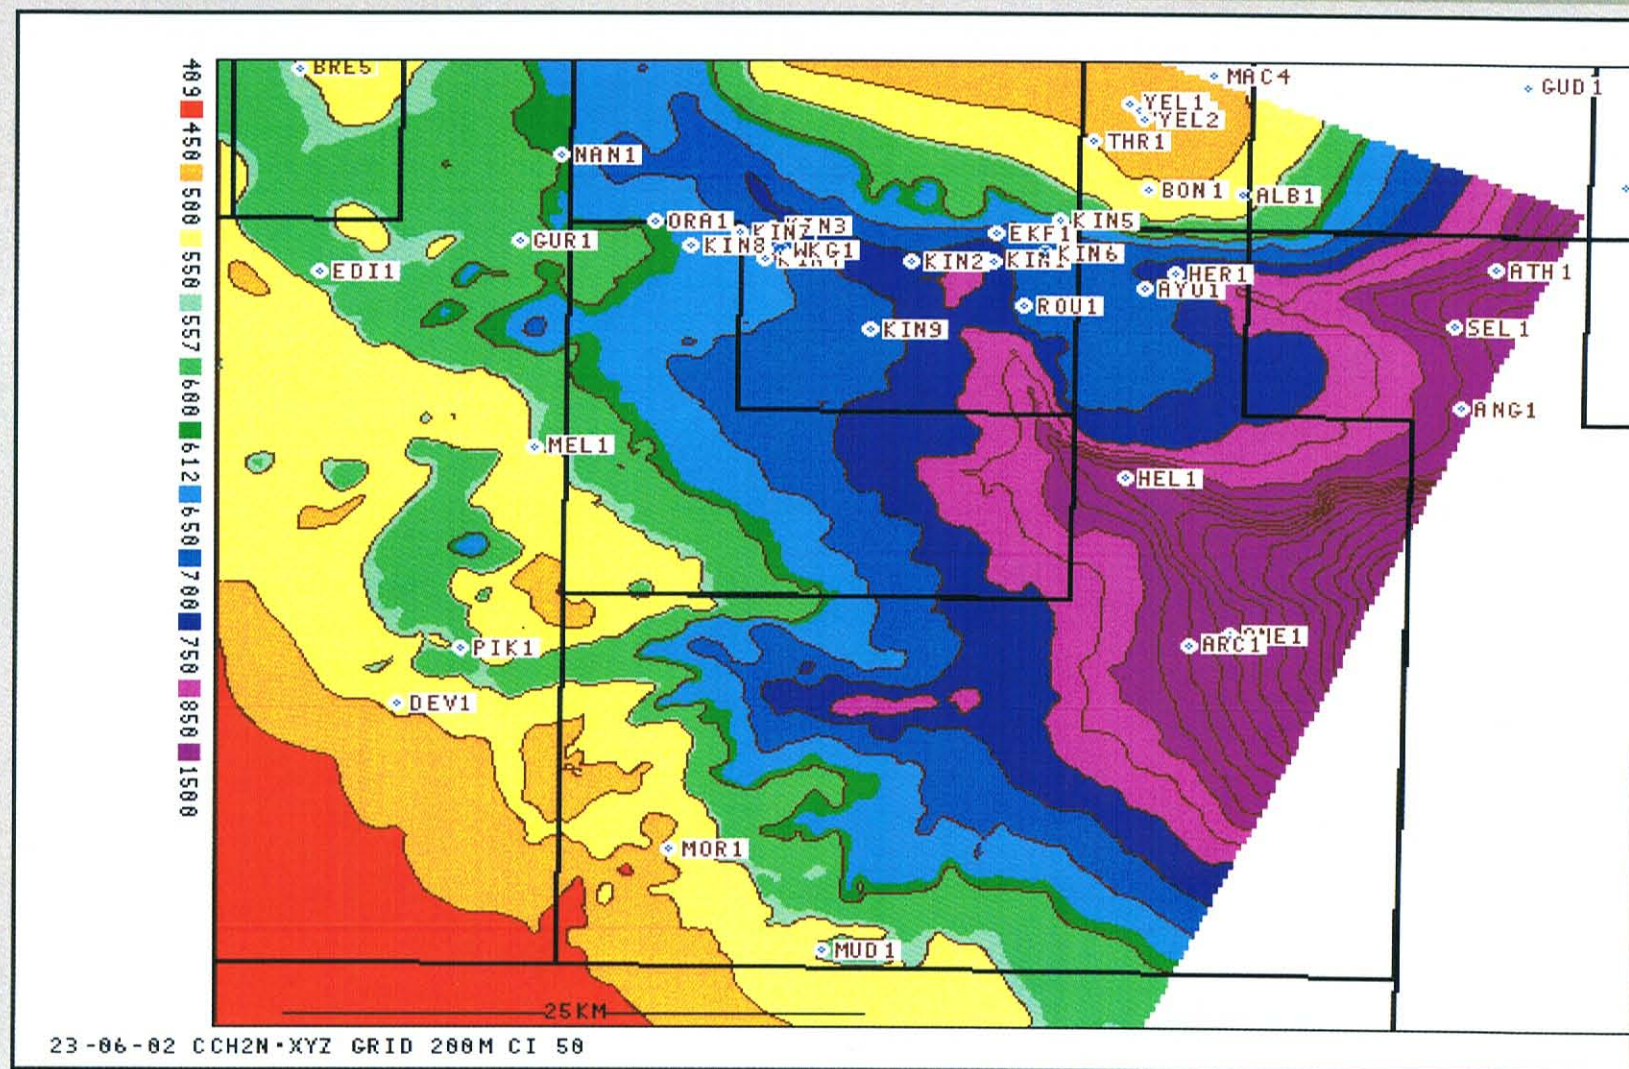 BRE5
MAC4
GUD1
YEL1
YEL2
THR1
NAN1
BON1
ALB1
ORA1
KIN5
GUR1
KIN8
KIN7
WKG1
EKF1
KIN2
KIN6
EDI1
HER1
ATH1
AYU1
ROU1
KIN9
SEL1
ANG1
MEL1
HEL1
PIK1
ARC1
DEV1
MOR1
MUD1
25KM
409 450 500 550 557 600 612 650 700 750 850 1500
23-06-02 CCH2N•XYZ GRID 200M CI 50